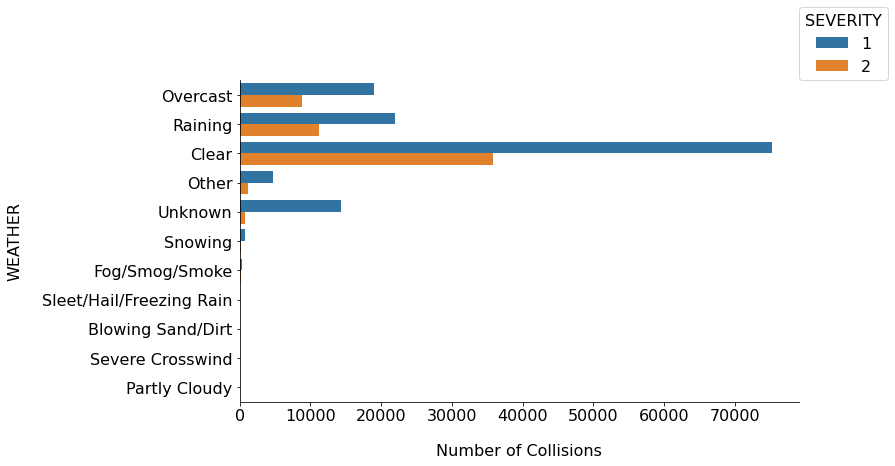 SEVERITY
1
2
WEATHER
Overcast
Raining
Clear
Other
Unknown
Snowing
Fog/Smog/Smoke
Sleet/Hail/Freezing Rain
Blowing Sand/Dirt
Severe Crosswind
Partly Cloudy
0 10000 20000 30000 40000 50000 60000 70000
Number of Collisions